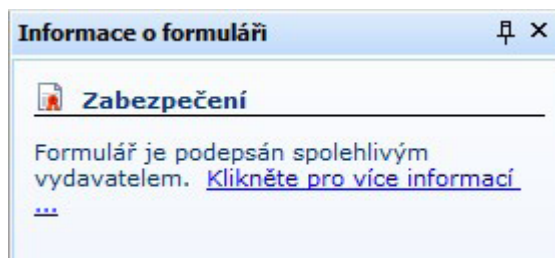 Informace o formuláři
Zabezpečení
Formulář je podepsán spolehlivým
vydavatelem. Klikněte pro více informací
...